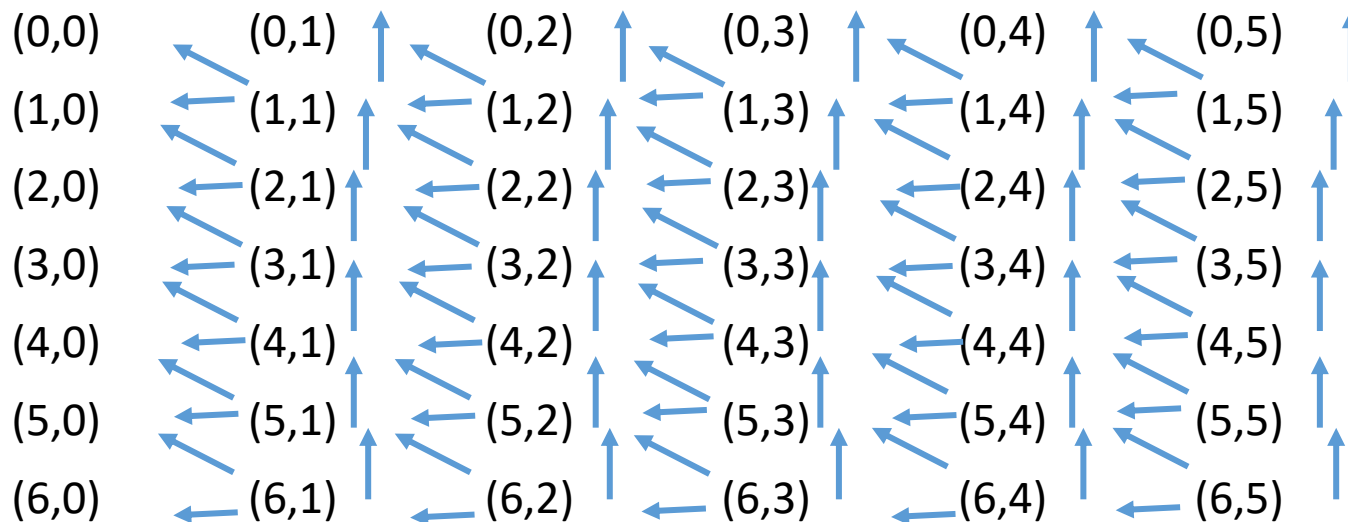 (0,0) (0,1) (0,2) (0,3) (0,4) (0,5)
(1,0) (1,1) (1,2) (1,3) (1,4) (1,5)
(2,0) (2,1) (2,2) (2,3) (2,4) (2,5)
(3,0) (3,1) (3,2) (3,3) (3,4) (3,5)
(4,0) (4,1) (4,2) (4,3) (4,4) (4,5)
(5,0) (5,1) (5,2) (5,3) (5,4) (5,5)
(6,0) (6,1) (6,2) (6,3) (6,4) (6,5)